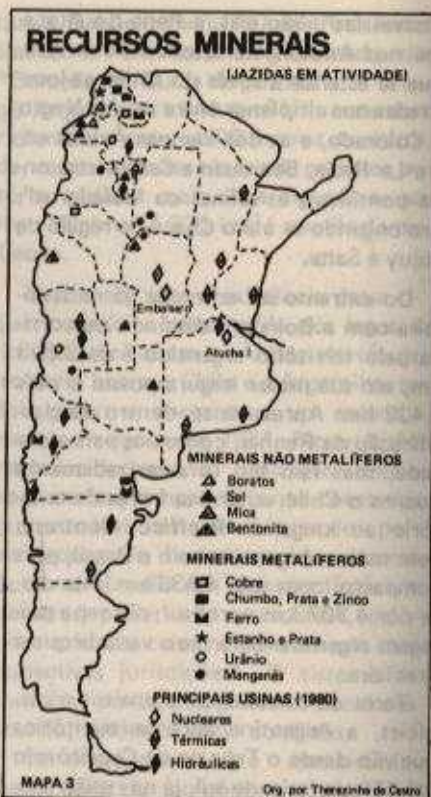 RECURSOS MINERAIS
(JAZIDAS EM ATIVIDADE)
Embalse
Atucha I
MINERAIS NÃO METALÍFEROS
Boratos
Sal
Mica
Bentonita
MINERAIS METALÍFEROS
Cobre
Chumbo, Prata e Zinco
Ferro
Estanho e Prata
Urânio
Manganês
PRINCIPAIS USINAS (1980)
Nucleares
Térmicas
Hidráulicas
MAPA 3
Org. por: Therezinha de Castro